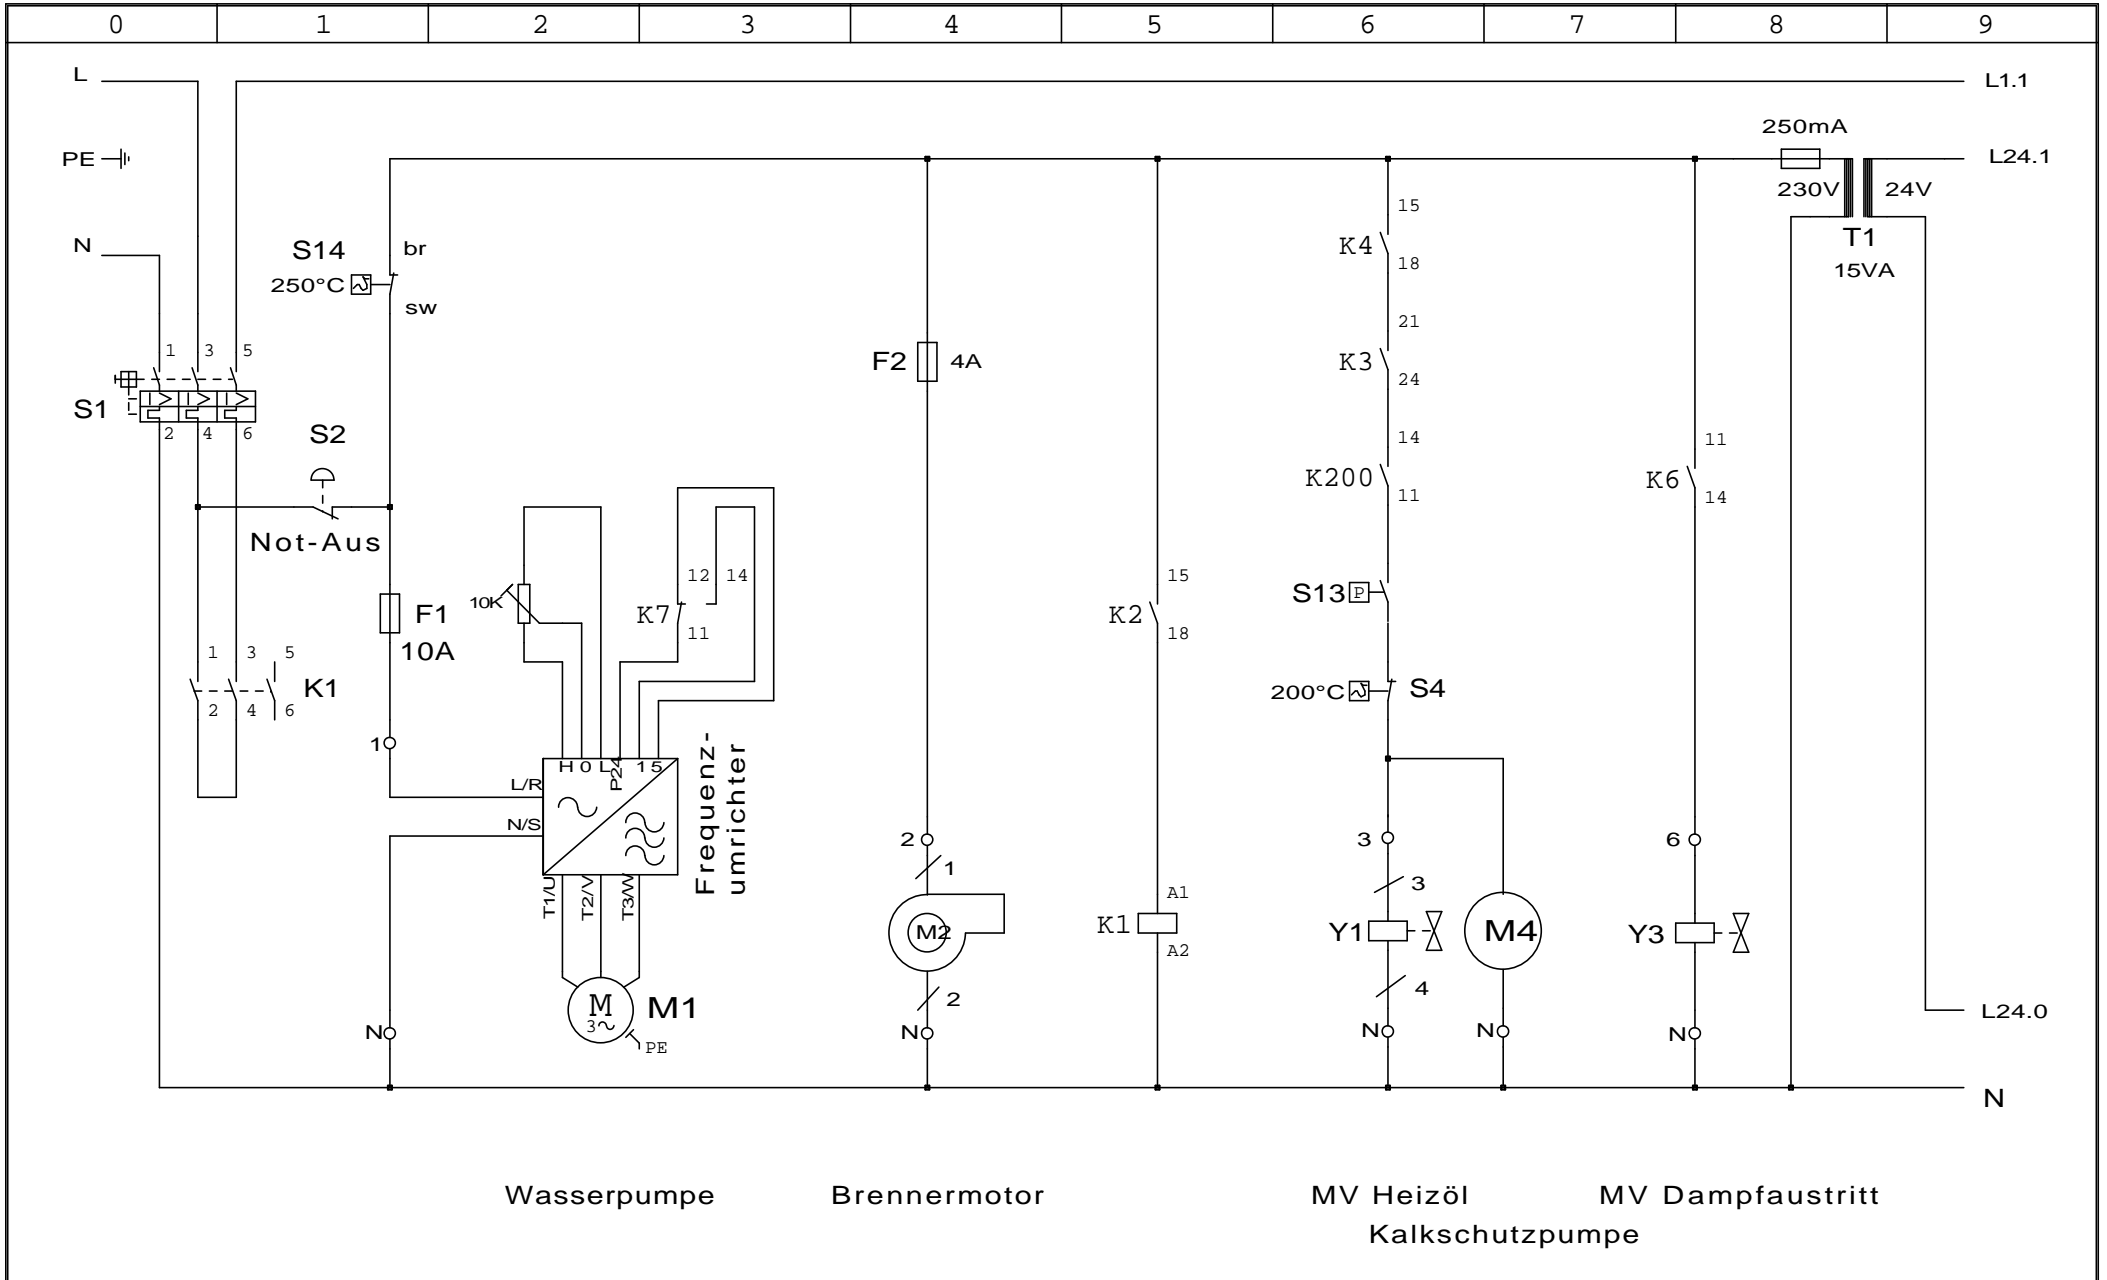 0 1 2 3 4 5 6 7 8 9
L
L1.1
250mA
PE
L24.1
230V 24V
15
N
S14 br
K4
T1
18
15VA
250°C
sw
21
1 3 5
F2 4A
K3
24
S1
2 4 6
S2
14
11
K200
K6
11
14
Not-Aus
12 14
15
10K
S13 P
F1
K7
K2
11
18
10A
1 3 5
K1
200°C S4
2 4 6
1
Frequenz-
umrichter
H 0 L P24 1 5
L/R
N/S
2
3
6
1
3
T1/U T2/V T3/W
A1
K1
M2
Y1
M4
Y3
A2
4
2
M
3~
M1
L24.0
N
N
N
N
N
PE
N
Wasserpumpe
Brennermotor
MV Heizöl
MV Dampfaustritt
Kalkschutzpumpe